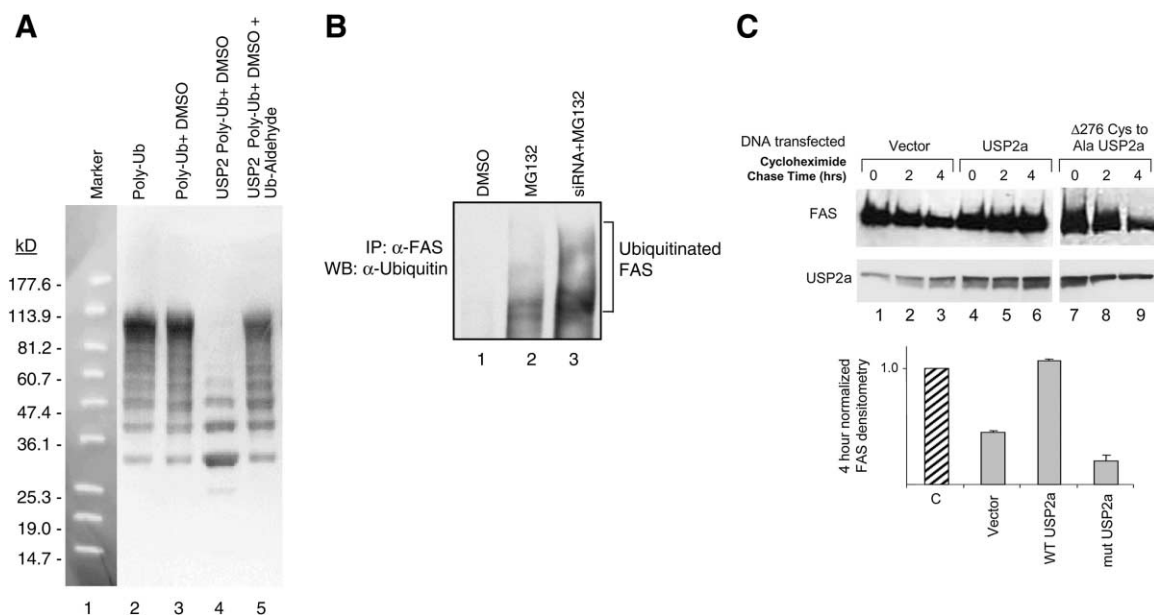 A
Marker
Poly-Ub
Poly-Ub+ DMSO
USP2 Poly-Ub+ DMSO
USP2 Poly-Ub+ DMSO +
Ub-Aldehyde
kD
177.6 -
113.9 -
81.2 -
60.7 -
47.4 -
36.1 -
25.3 -
19.0 -
14.7 -
1 2 3 4 5
B
DMSO
MG132
siRNA+MG132
IP: α-FAS
WB: α-Ubiquitin
Ubiquitinated
FAS
1 2 3
C
DNA transfected
Vector
USP2a
Δ276 Cys to
Ala USP2a
Cycloheximide
Chase Time (hrs)
0 2 4 0 2 4 0 2 4
FAS
USP2a
1 2 3 4 5 6 7 8 9
4 hour normalized
FAS densitometry
1.0
C
Vector
WT USP2a
mut USP2a